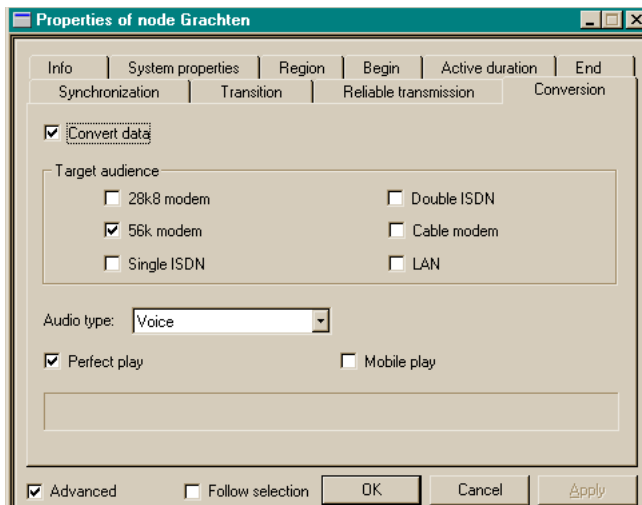 Properties of node Grachten
Info System properties Region Begin Active duration End
Synchronization Transition Reliable transmission Conversion
Convert data
Target audience
28k8 modem Double ISDN
56k modem Cable modem
Single ISDN LAN
Audio type: Voice
Perfect play Mobile play
Advanced Follow selection OK Cancel Apply